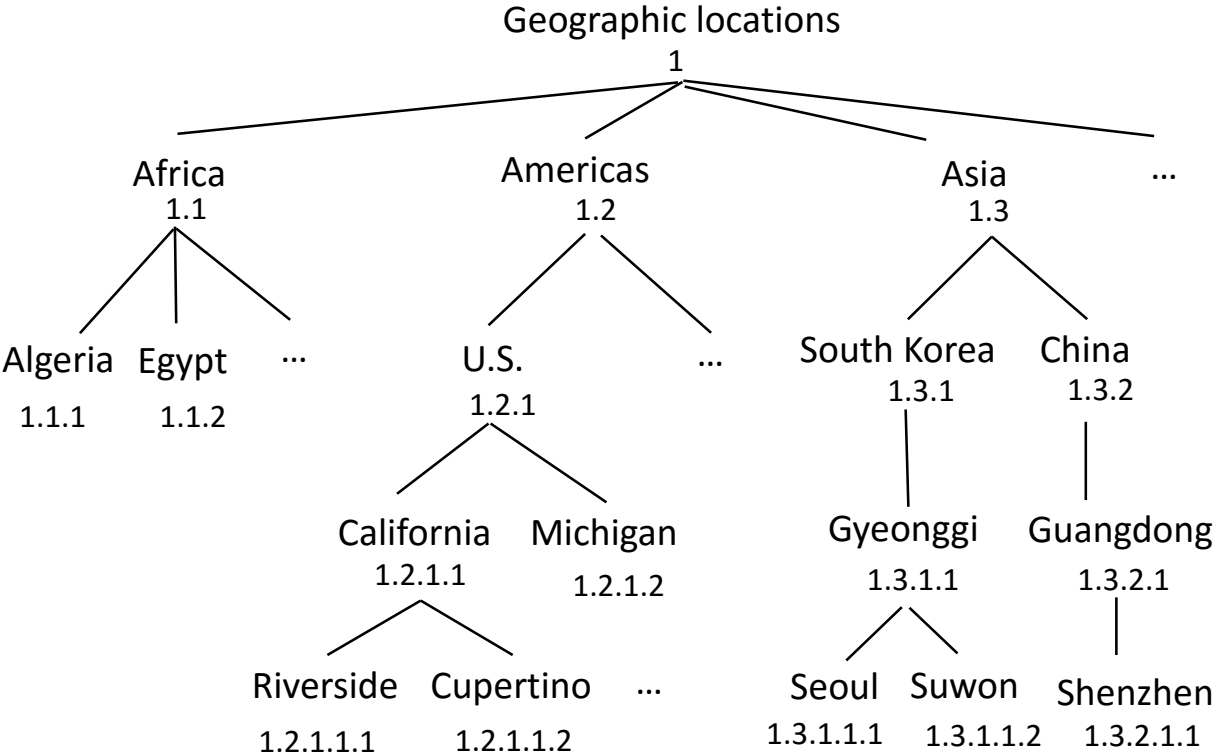 Geographic locations
1
Africa
Americas
Asia
...
1.1
1.2
1.3
Algeria
Egypt
...
U.S.
...
South Korea
China
1.1.1
1.1.2
1.2.1
1.3.1
1.3.2
California
Michigan
Gyeonggi
Guangdong
1.2.1.1
1.2.1.2
1.3.1.1
1.3.2.1
Riverside
Cupertino
...
Seoul
Suwon
Shenzhen
1.2.1.1.1
1.2.1.1.2
1.3.1.1.1
1.3.1.1.2
1.3.2.1.1